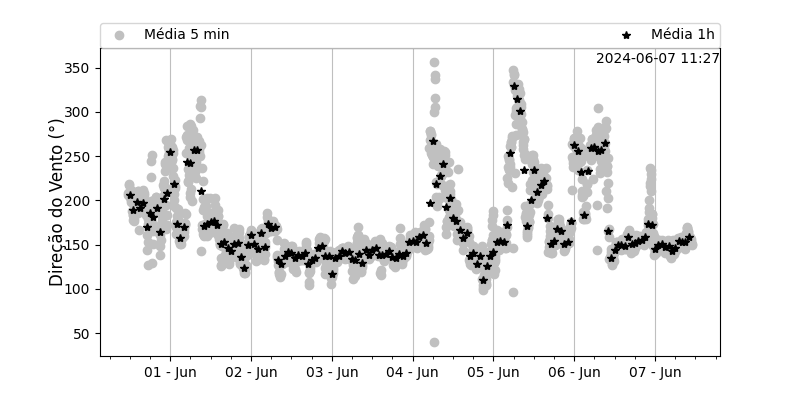 Média 5 min
Média 1h
2024-06-07 11:27
Direção do Vento (°)
350
300
250
200
150
100
50
01 - Jun
02 - Jun
03 - Jun
04 - Jun
05 - Jun
06 - Jun
07 - Jun